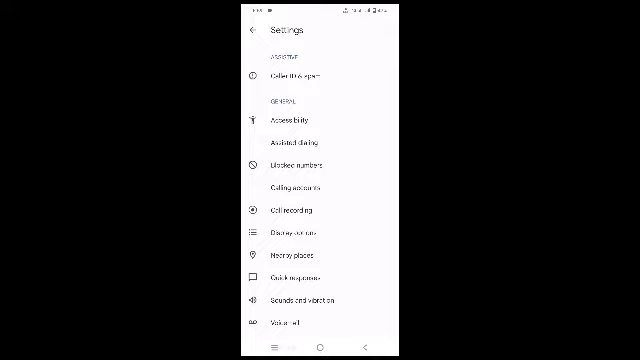 Settings
ASSISTIVE
Caller ID & spam
GENERAL
Accessibility
Assisted dialing
Blocked numbers
Calling accounts
Call recording
Display options
Nearby places
Quick responses
Sounds and vibration
Voicemail